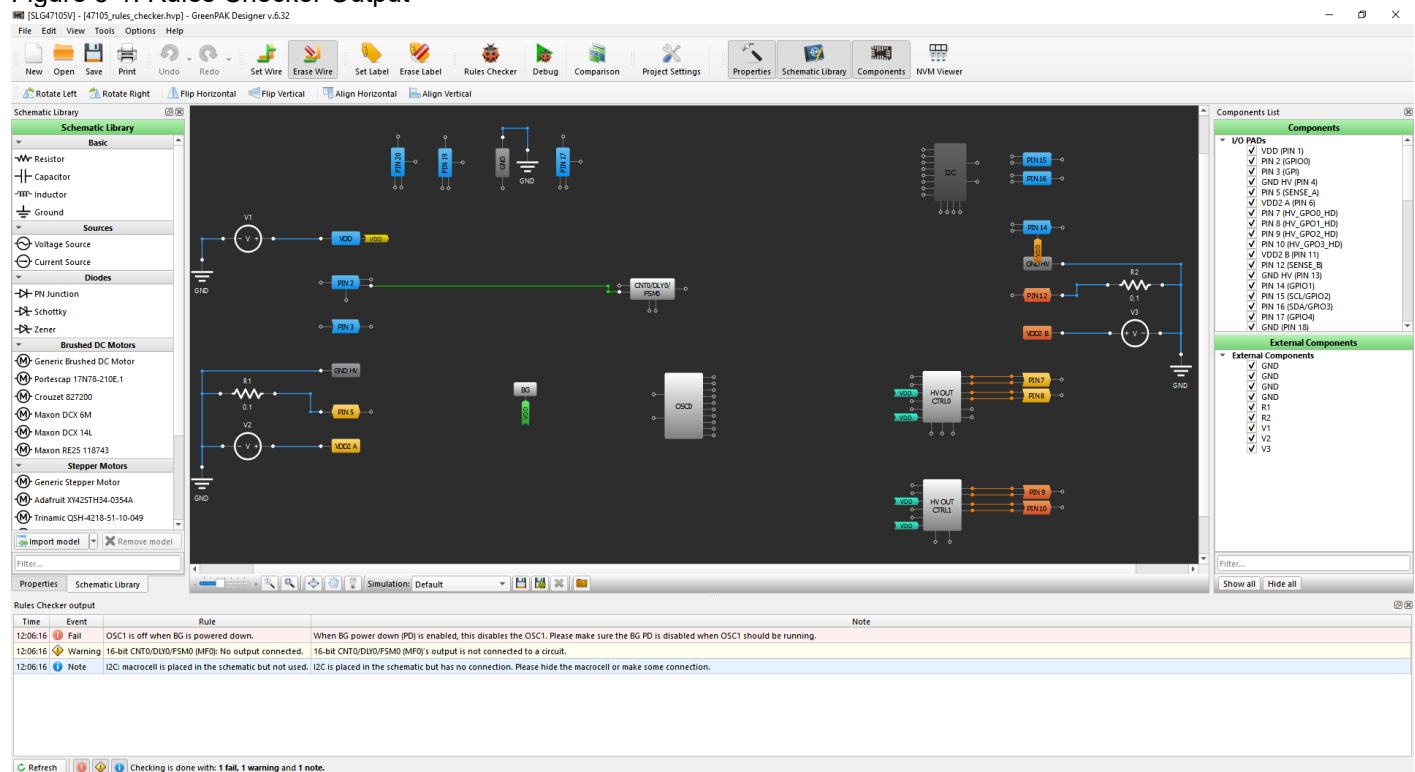 Figure 5-47. Rules Checker Output
[SLG47105V] - [47105_rules_checker.hvp] - GreenPAK Designer v.6.32
File Edit View Tools Options Help
New Open Save Print Undo Redo Set Wire Erase Wire Set Label Erase Label Rules Checker Debug Comparison Project Settings Properties Schematic Library Components NVM Viewer
Rotate Left Rotate Right Flip Horizontal Flip Vertical Align Horizontal Align Vertical
Schematic Library
Schematic Library
Basic
Resistor
Capacitor
Inductor
Ground
Sources
Voltage Source
Current Source
Diodes
PN Junction
Schottky
Zener
Brushed DC Motors
Generic Brushed DC Motor
Portescap 17N78-210E.1
Crouzet 827200
Maxon DCX 6M
Maxon DCX 14L
Maxon RE25 118743
Stepper Motors
Generic Stepper Motor
Adafruit XY42STH34-0354A
Trinamic QSH-4218-51-10-049
Import model Remove model
Filter...
Properties Schematic Library
PIN 20
PIN 19
GND
GND
PIN 17
I2C
PIN 15
PIN 16
V1
- V +
VDD VDD
GND
PIN 14
VDD
GND HV
PIN 2
CNT0/DLY0/
FSM0
R2
0.1
PIN 12
PIN 3
V3
- V +
VDD2 B
GND
GND HV
R1
0.1
PIN 5
V2
- V +
VDD2 A
GND
BG
VDD
OSC0
VDD
HV OUT
CTRL0
PIN 7
PIN 8
VDD
VDD
HV OUT
CTRL1
PIN 9
PIN 10
VDD
Simulation: Default
Components List
Components
I/O PADs
VDD (PIN 1)
PIN 2 (GPIO0)
PIN 3 (GPI)
GND HV (PIN 4)
PIN 5 (SENSE_A)
VDD2 A (PIN 6)
PIN 7 (HV_GPO0_HD)
PIN 8 (HV_GPO1_HD)
PIN 9 (HV_GPO2_HD)
PIN 10 (HV_GPO3_HD)
VDD2 B (PIN 11)
PIN 12 (SENSE_B)
GND HV (PIN 13)
PIN 14 (GPIO1)
PIN 15 (SCL/GPIO2)
PIN 16 (SDA/GPIO3)
PIN 17 (GPIO4)
GND (PIN 18)
External Components
External Components
GND
GND
GND
GND
R1
R2
V1
V2
V3
Filter...
Show all Hide all
Rules Checker output
Time Event Rule Note
12:06:16 Fail OSC1 is off when BG is powered down. When BG power down (PD) is enabled, this disables the OSC1. Please make sure the BG PD is disabled when OSC1 should be running.
12:06:16 Warning 16-bit CNT0/DLY0/FSM0 (MF0): No output connected. 16-bit CNT0/DLY0/FSM0 (MF0)'s output is not connected to a circuit.
12:06:16 Note I2C: macrocell is placed in the schematic but not used. I2C is placed in the schematic but has no connection. Please hide the macrocell or make some connection.
Refresh Checking is done with: 1 fail, 1 warning and 1 note.